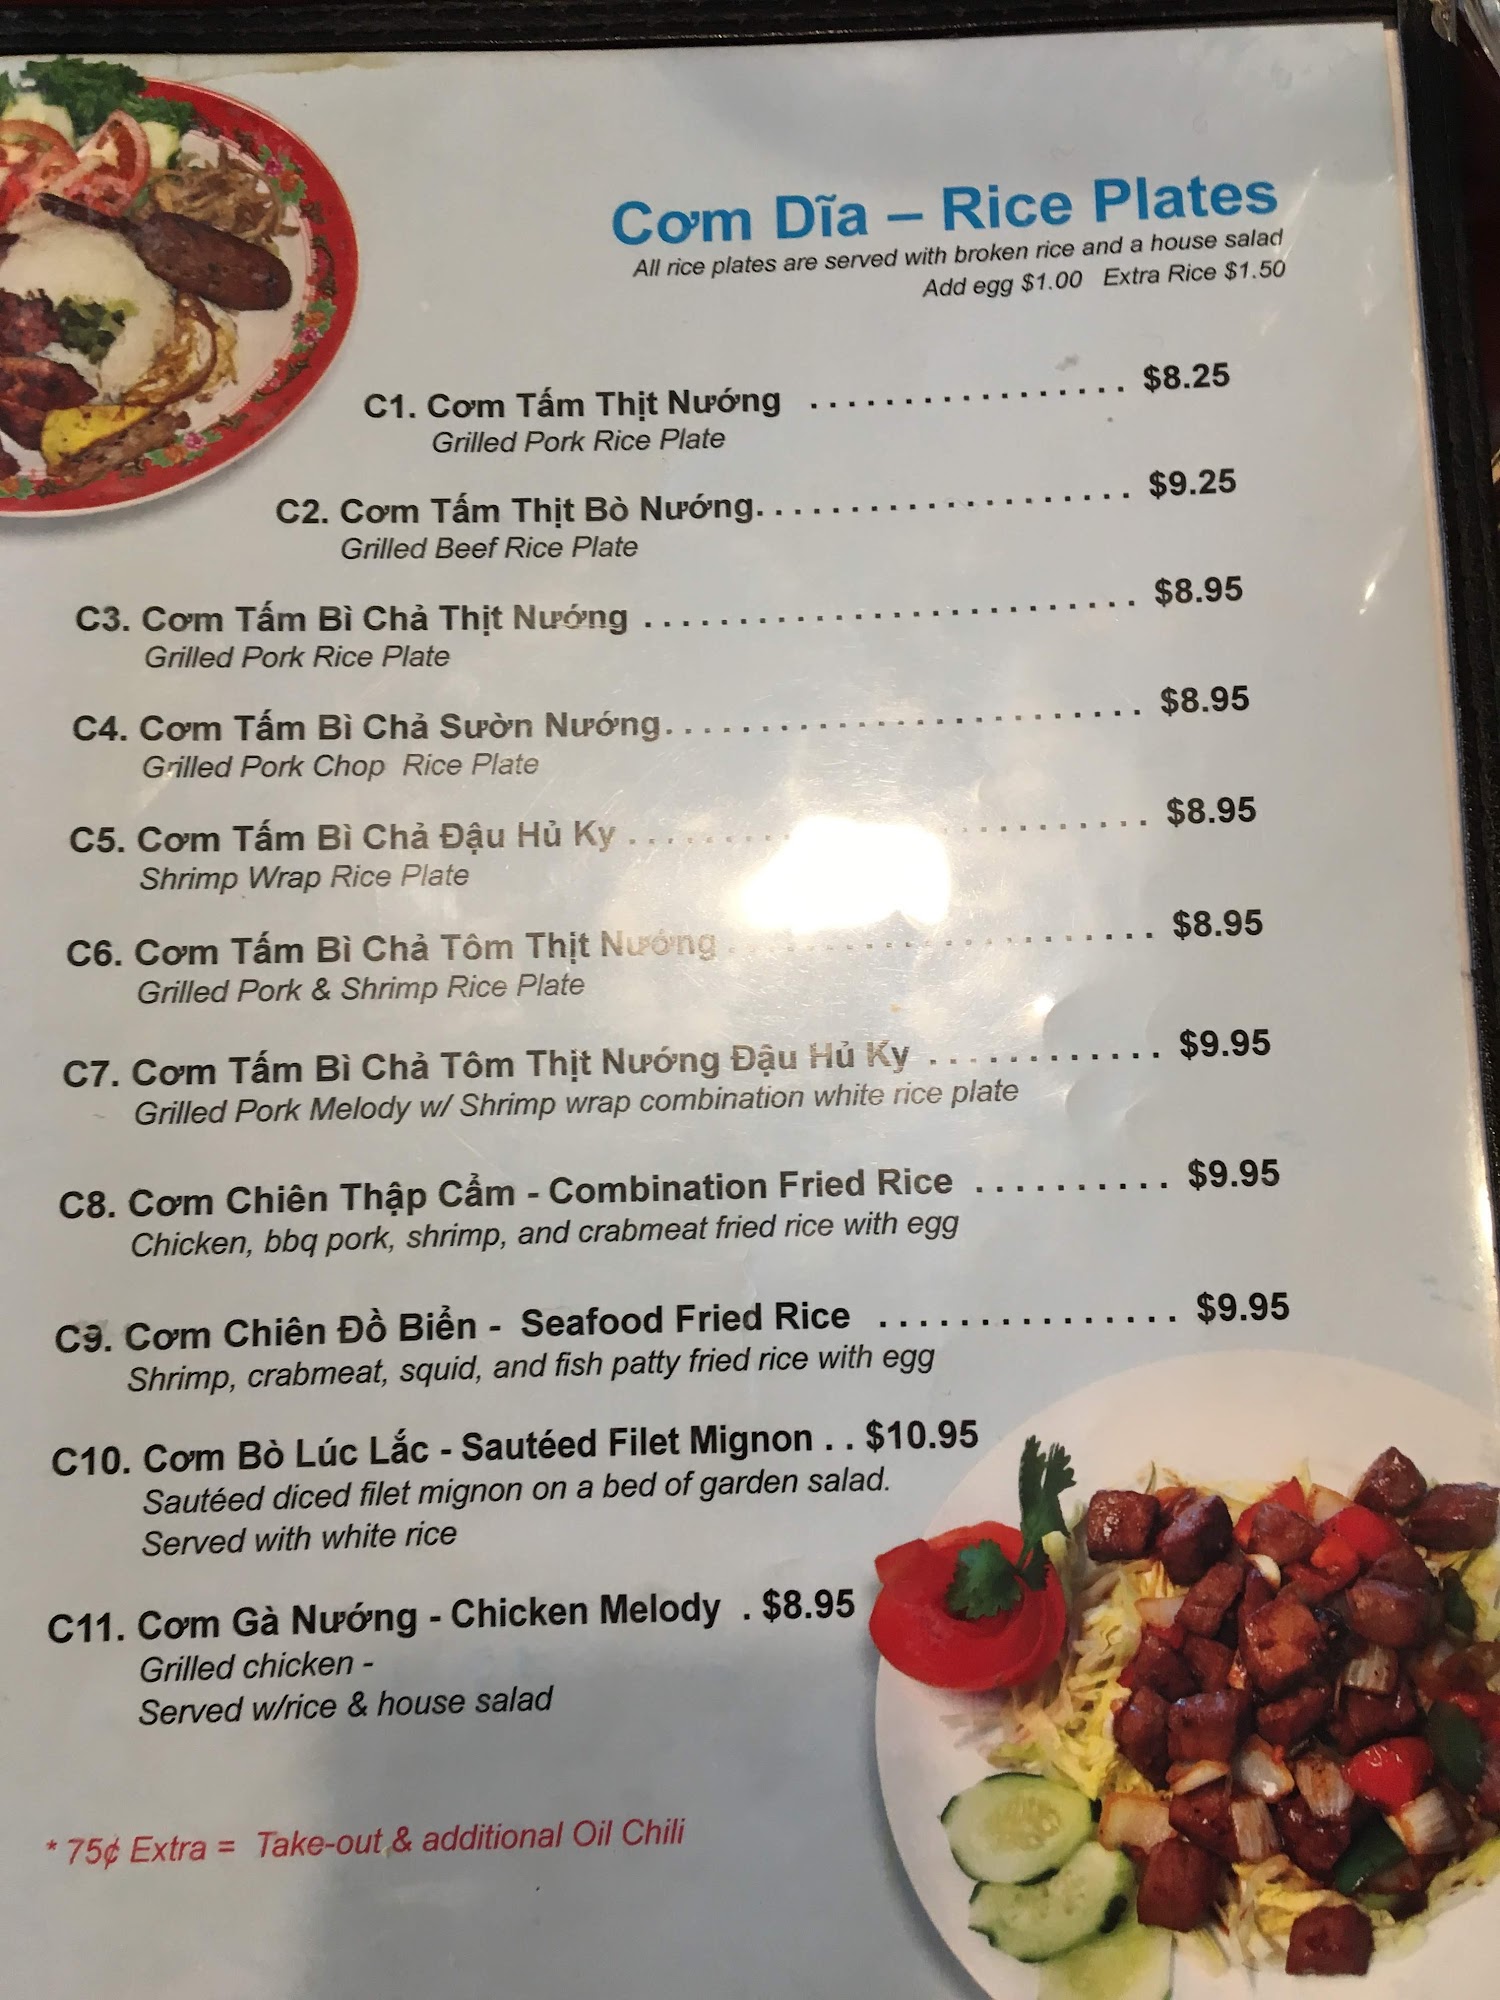 Cơm Dĩa – Rice Plates
All rice plates are served with broken rice and a house salad
Add egg $1.00 Extra Rice $1.50
C1. Cơm Tấm Thịt Nướng ................. $8.25
Grilled Pork Rice Plate
C2. Cơm Tấm Thịt Bò Nướng.................... $9.25
Grilled Beef Rice Plate
C3. Cơm Tấm Bì Chả Thịt Nướng .......................... $8.95
Grilled Pork Rice Plate
C4. Cơm Tấm Bì Chả Sườn Nướng......................... $8.95
Grilled Pork Chop Rice Plate
C5. Cơm Tấm Bì Chả Đậu Hủ Ky ........................... $8.95
Shrimp Wrap Rice Plate
C6. Cơm Tấm Bì Chả Tôm Thịt Nướng ...................... $8.95
Grilled Pork & Shrimp Rice Plate
C7. Cơm Tấm Bì Chả Tôm Thịt Nướng Đậu Hủ Ky ............ $9.95
Grilled Pork Melody w/ Shrimp wrap combination white rice plate
C8. Cơm Chiên Thập Cẩm - Combination Fried Rice .......... $9.95
Chicken, bbq pork, shrimp, and crabmeat fried rice with egg
C9. Cơm Chiên Đồ Biển - Seafood Fried Rice ............... $9.95
Shrimp, crabmeat, squid, and fish patty fried rice with egg
C10. Cơm Bò Lúc Lắc - Sautéed Filet Mignon . . $10.95
Sautéed diced filet mignon on a bed of garden salad.
Served with white rice
C11. Cơm Gà Nướng - Chicken Melody . $8.95
Grilled chicken -
Served w/rice & house salad
* 75¢ Extra = Take-out & additional Oil Chili